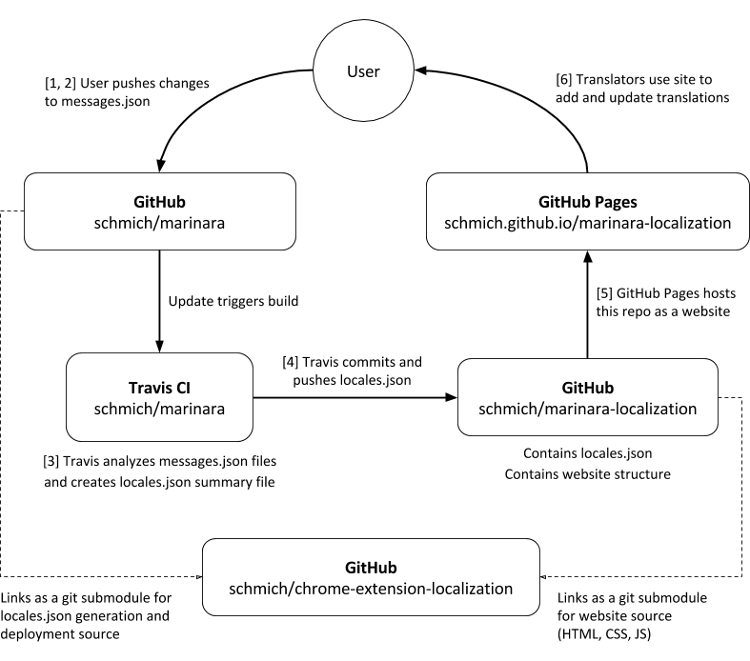 User
[1, 2] User pushes changes
to messages.json
[6] Translators use site to
add and update translations
GitHub
schmich/marinara
GitHub Pages
schmich.github.io/marinara-localization
Update triggers build
[5] GitHub Pages hosts
this repo as a website
Travis CI
schmich/marinara
[4] Travis commits and
pushes locales.json
GitHub
schmich/marinara-localization
[3] Travis analyzes messages.json files
and creates locales.json summary file
Contains locales.json
Contains website structure
GitHub
schmich/chrome-extension-localization
Links as a git submodule for
locales.json generation and
deployment source
Links as a git submodule
for website source
(HTML, CSS, JS)